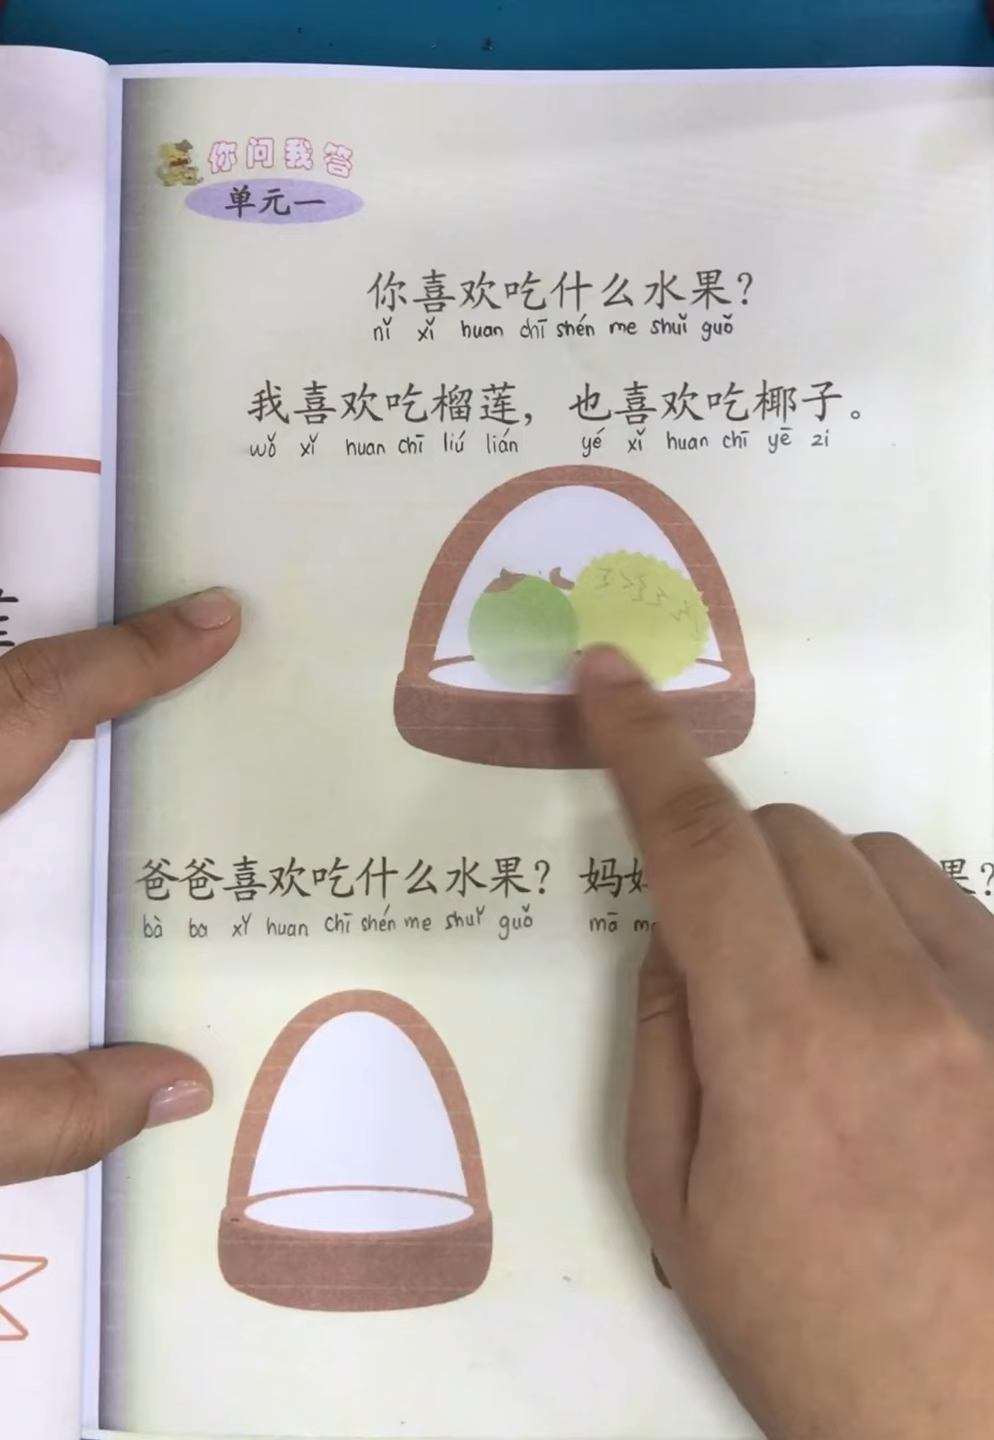 你问我答
单元一
你喜欢吃什么水果?
nǐ xǐ huan chī shén me shuǐ guǒ
我喜欢吃榴莲，也喜欢吃椰子。
wǒ xǐ huan chī liú lián yé xǐ huan chī yē zi
爸爸喜欢吃什么水果? 妈 果?
bà ba xǐ huan chī shén me shuǐ guǒ mā